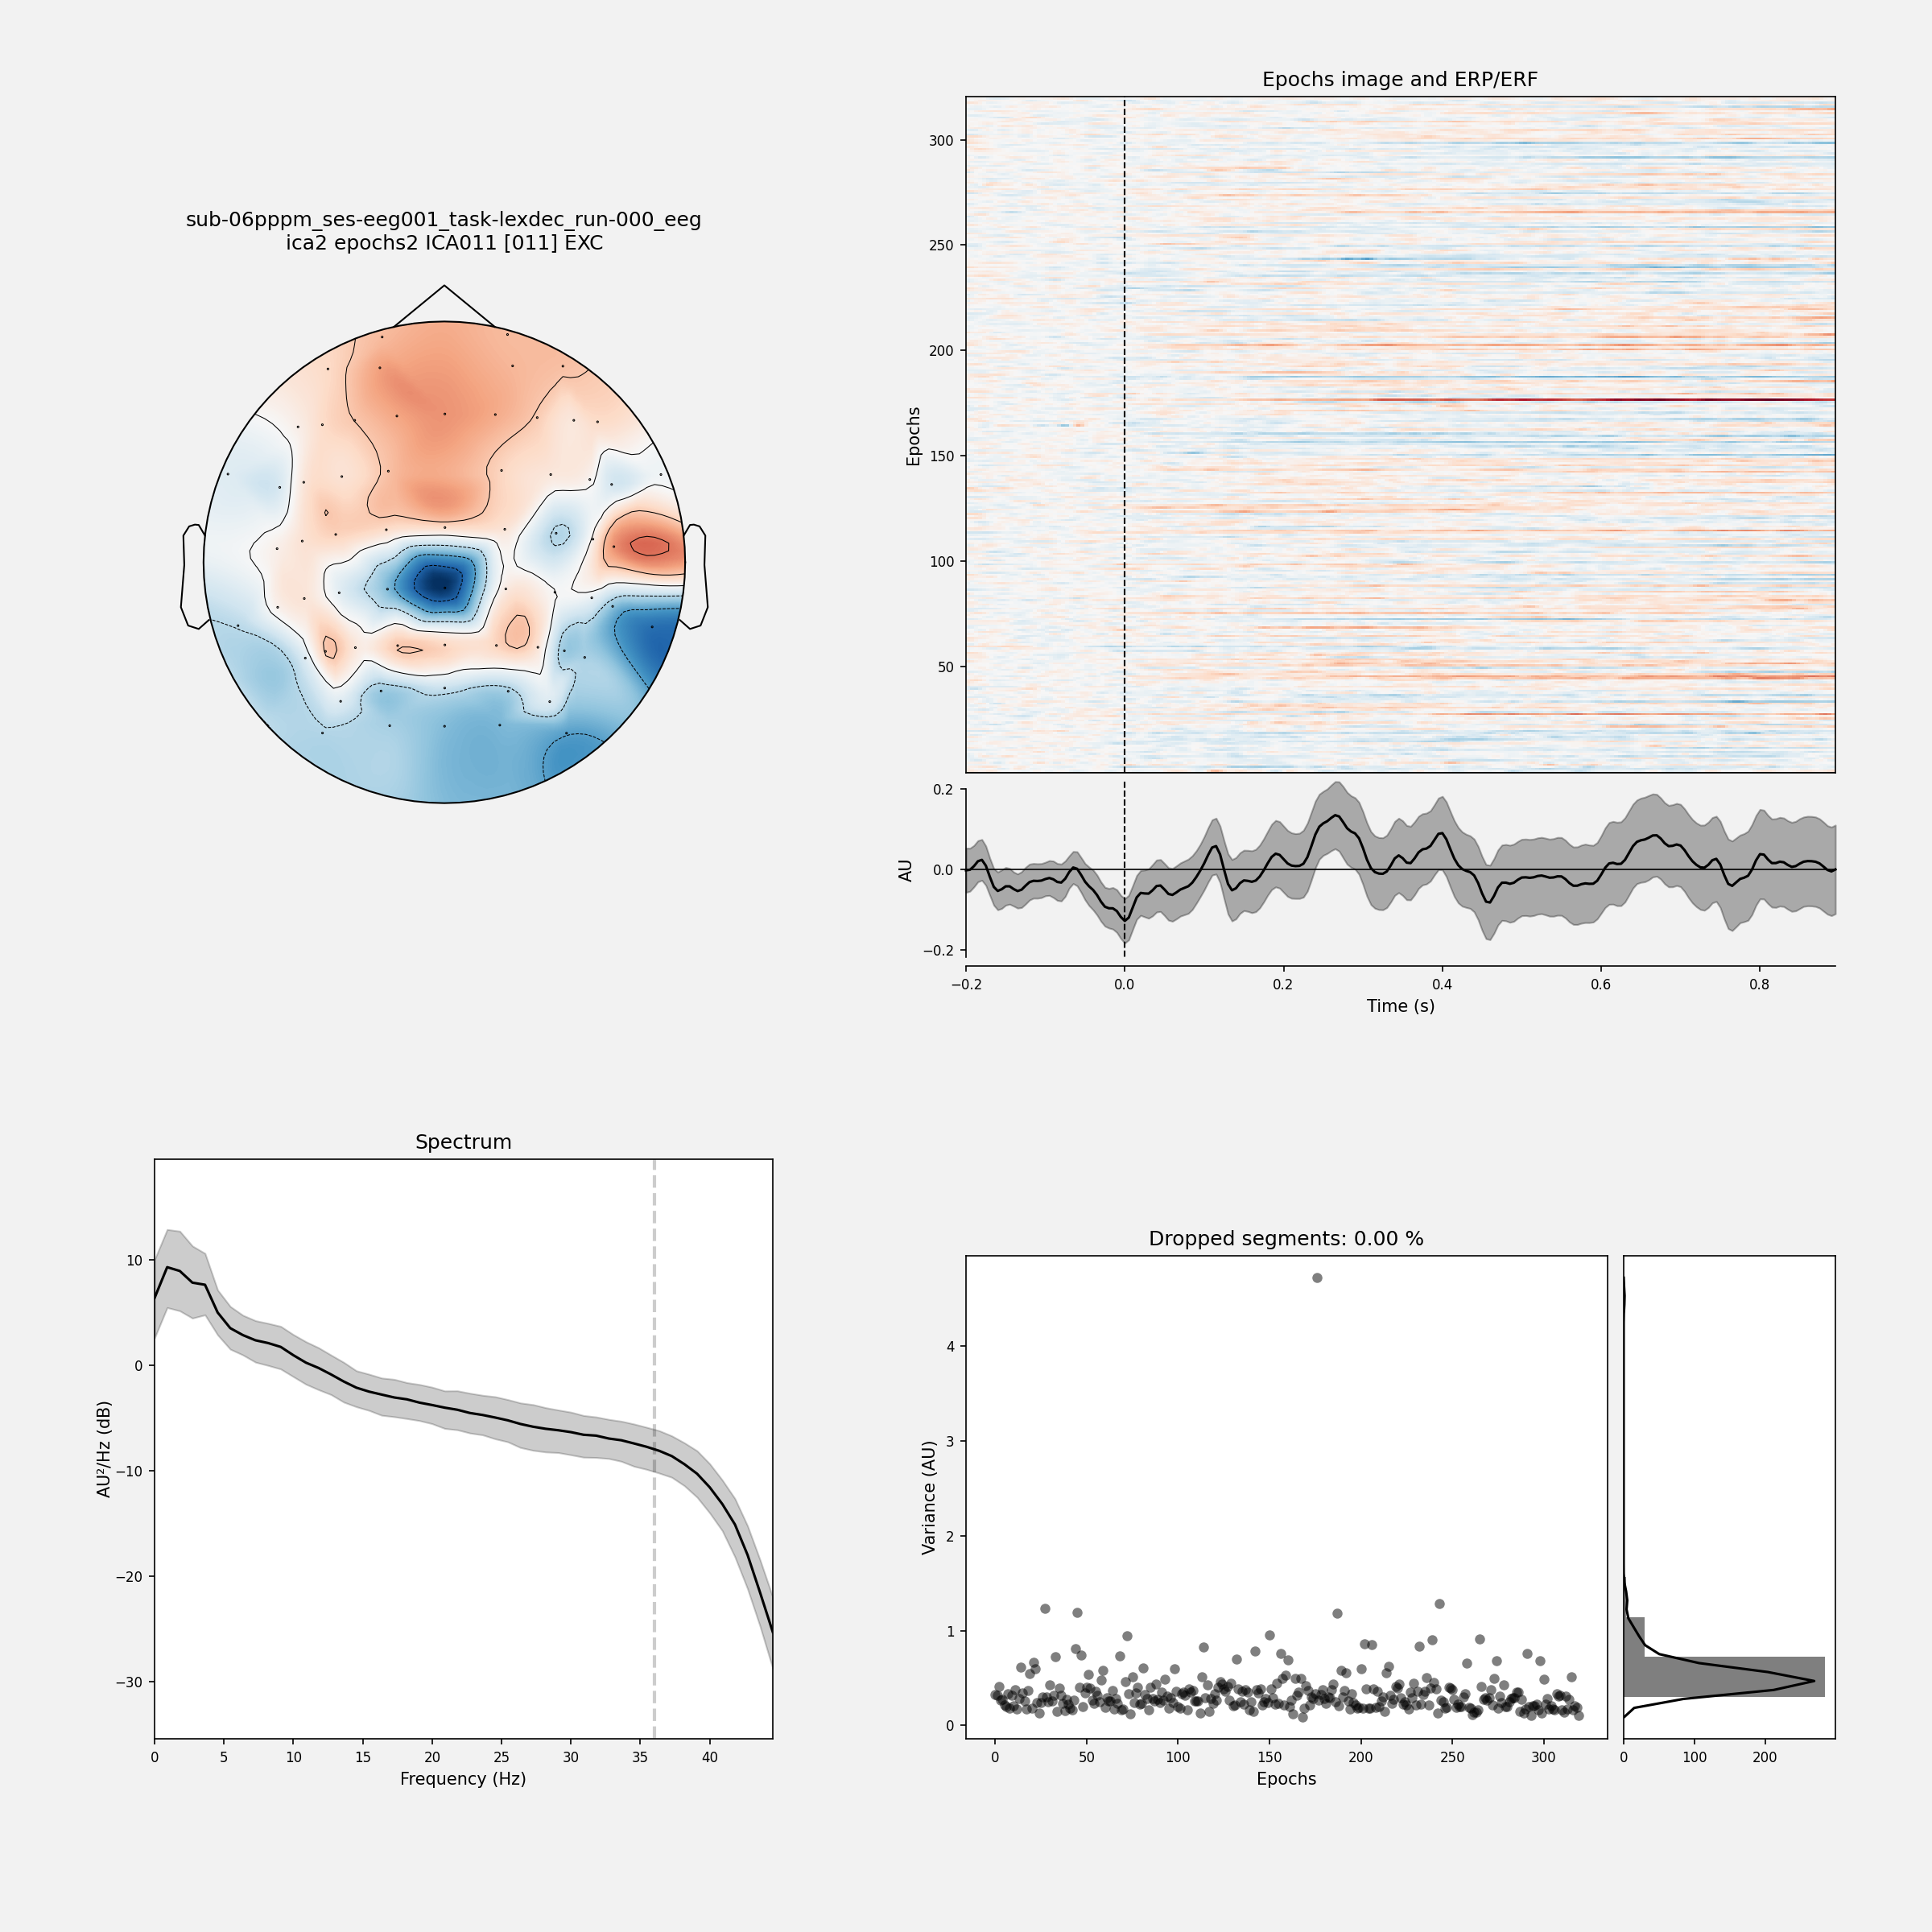 sub-06pppm_ses-eeg001_task-lexdec_run-000_eeg
ica2 epochs2 ICA011 [011] EXC
Epochs image and ERP/ERF
Epochs
300
250
200
150
100
50
AU
0.2
0.0
−0.2
−0.2 0.0 0.2 0.4 0.6 0.8
Time (s)
Spectrum
AU²/Hz (dB)
10
0
−10
−20
−30
0 5 10 15 20 25 30 35 40
Frequency (Hz)
Dropped segments: 0.00 %
Variance (AU)
4
3
2
1
0
0 50 100 150 200 250 300
Epochs
0 100 200